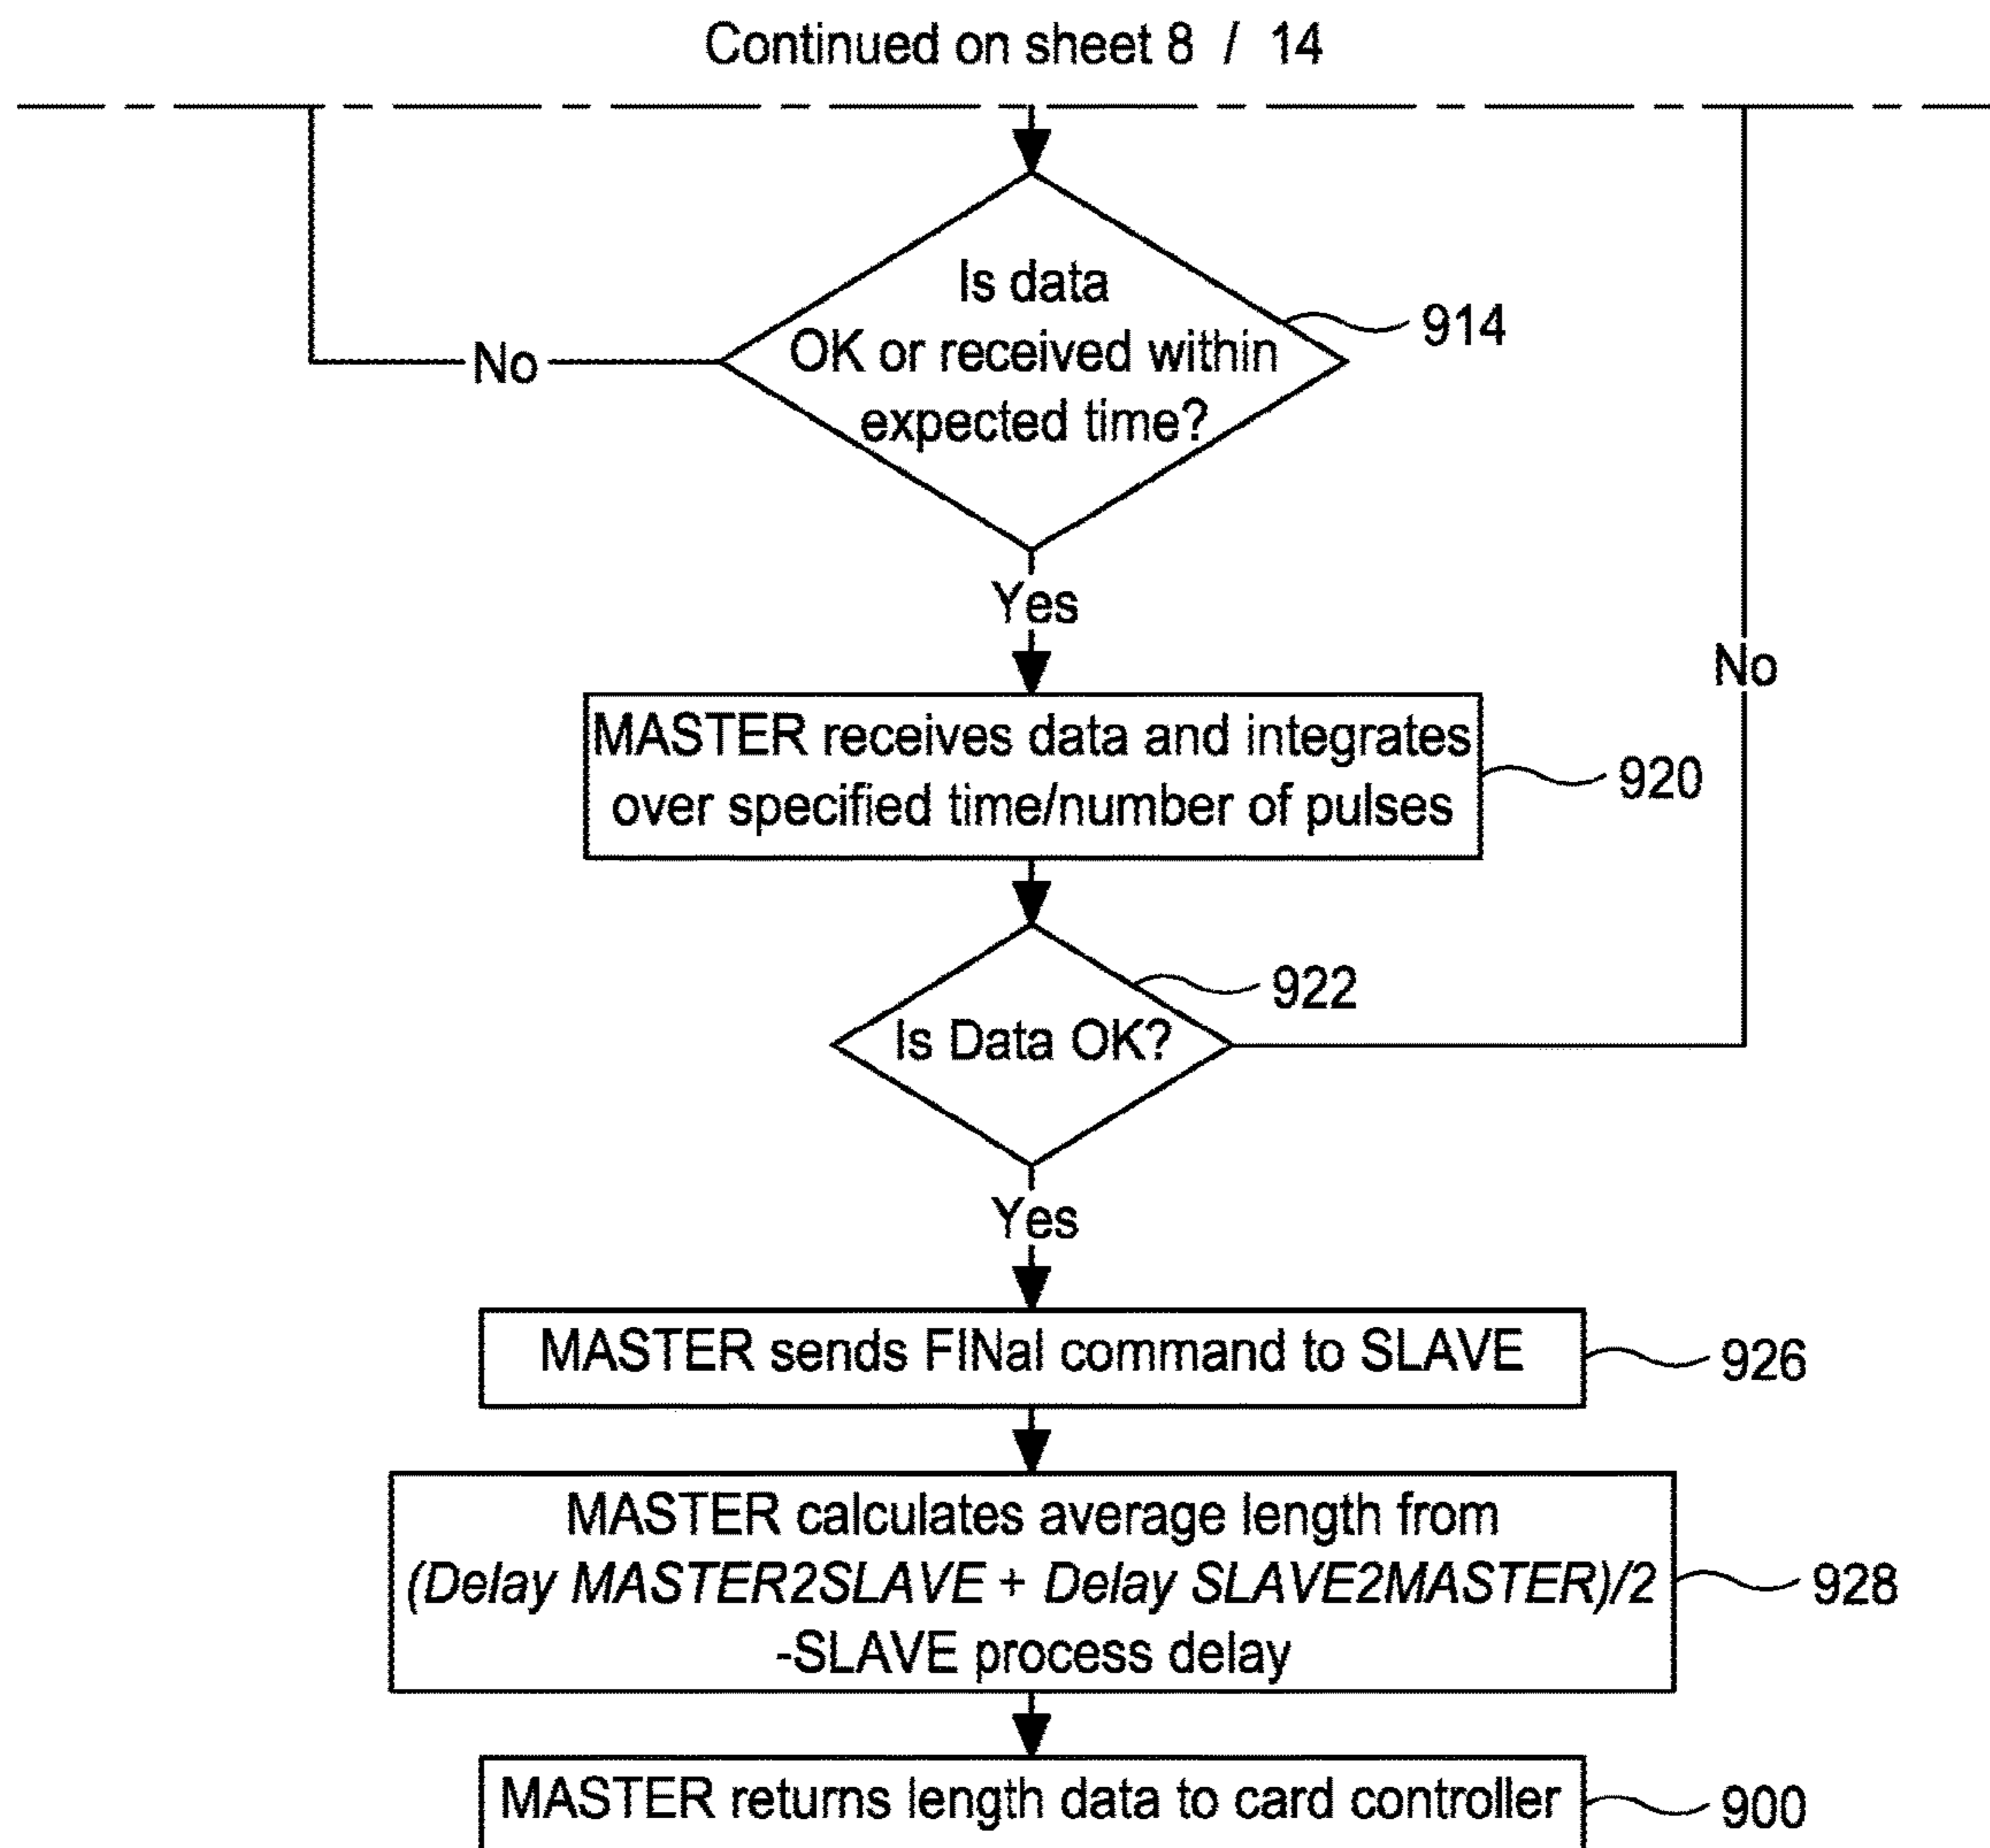 Continued on sheet 8 / 14
Is data
OK or received within
expected time?
914
No
Yes
No
MASTER receives data and integrates
over specified time/number of pulses
920
922
Is Data OK?
Yes
MASTER sends FINal command to SLAVE
926
MASTER calculates average length from
(Delay MASTER2SLAVE + Delay SLAVE2MASTER)/2
-SLAVE process delay
928
MASTER returns length data to card controller
900